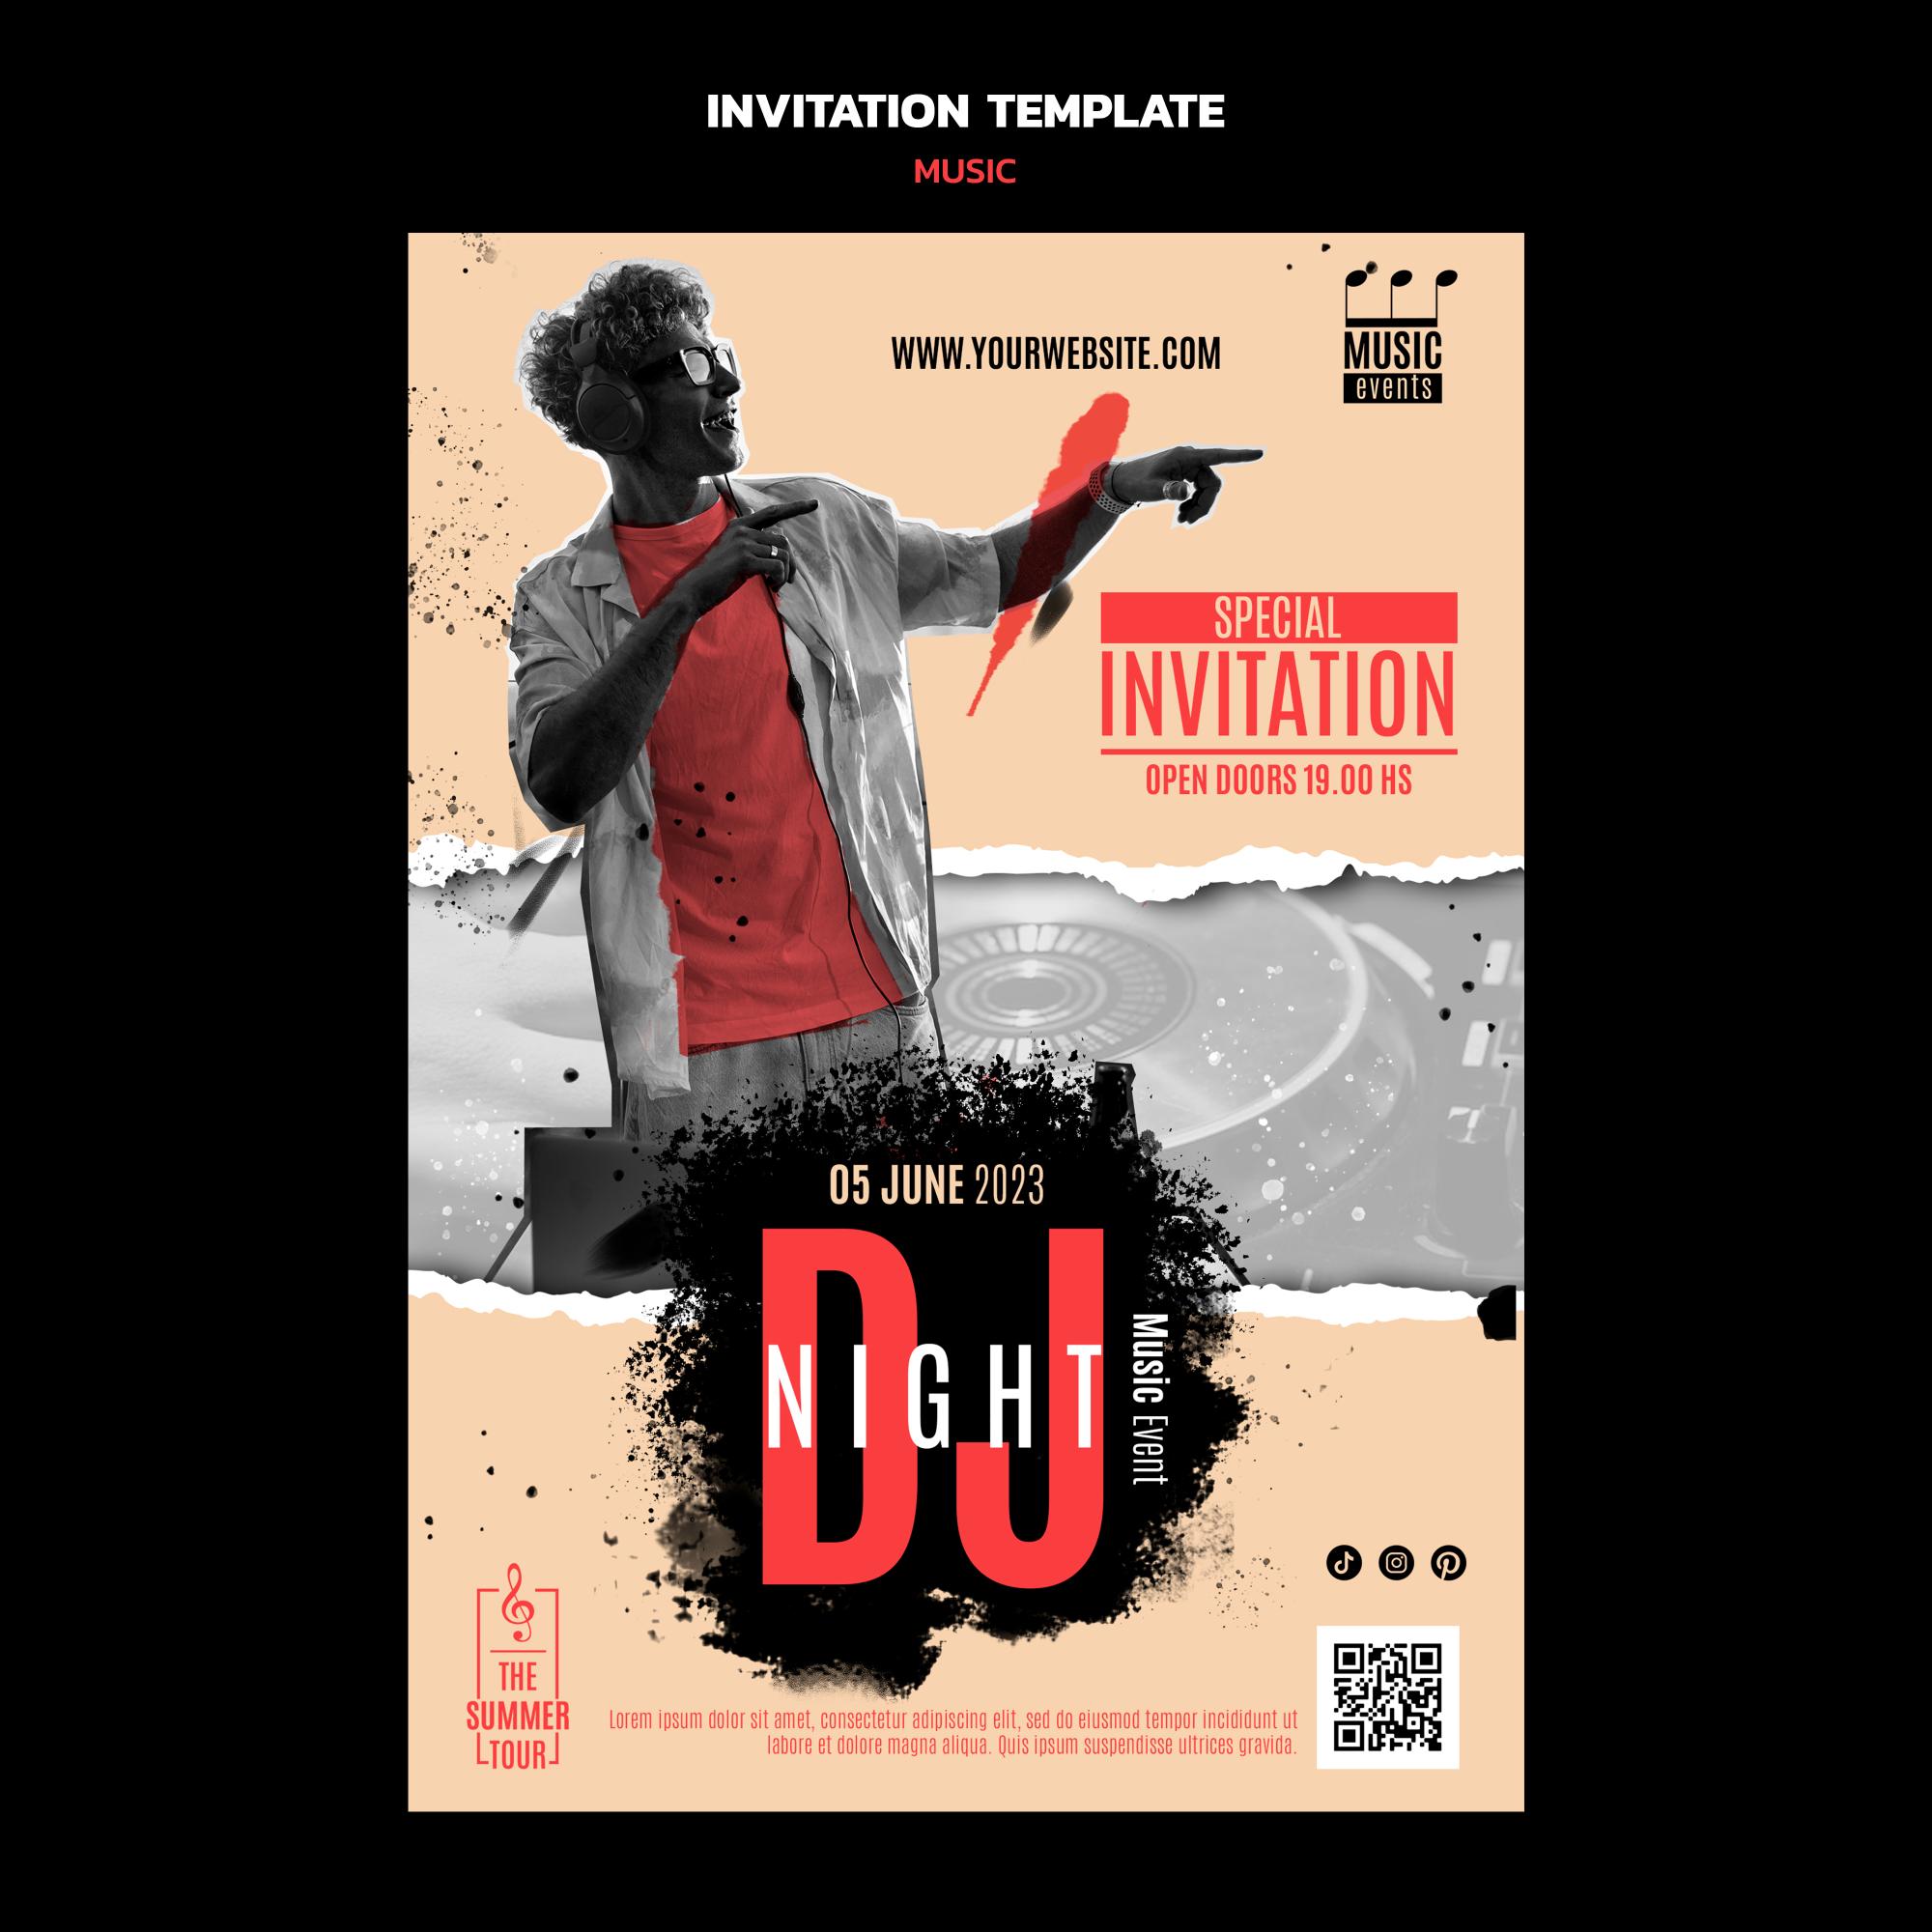 INVITATION TEMPLATE
MUSIC
WWW.YOURWEBSITE.COM
MUSIC
events
SPECIAL
INVITATION
OPEN DOORS 19.00 HS
05 JUNE 2023
DJ
NIGHT
Music Event
THE
SUMMER
TOUR
Lorem ipsum dolor sit amet, consectetur adipiscing elit, sed do eiusmod tempor incididunt ut
labore et dolore magna aliqua. Quis ipsum suspendisse ultrices gravida.